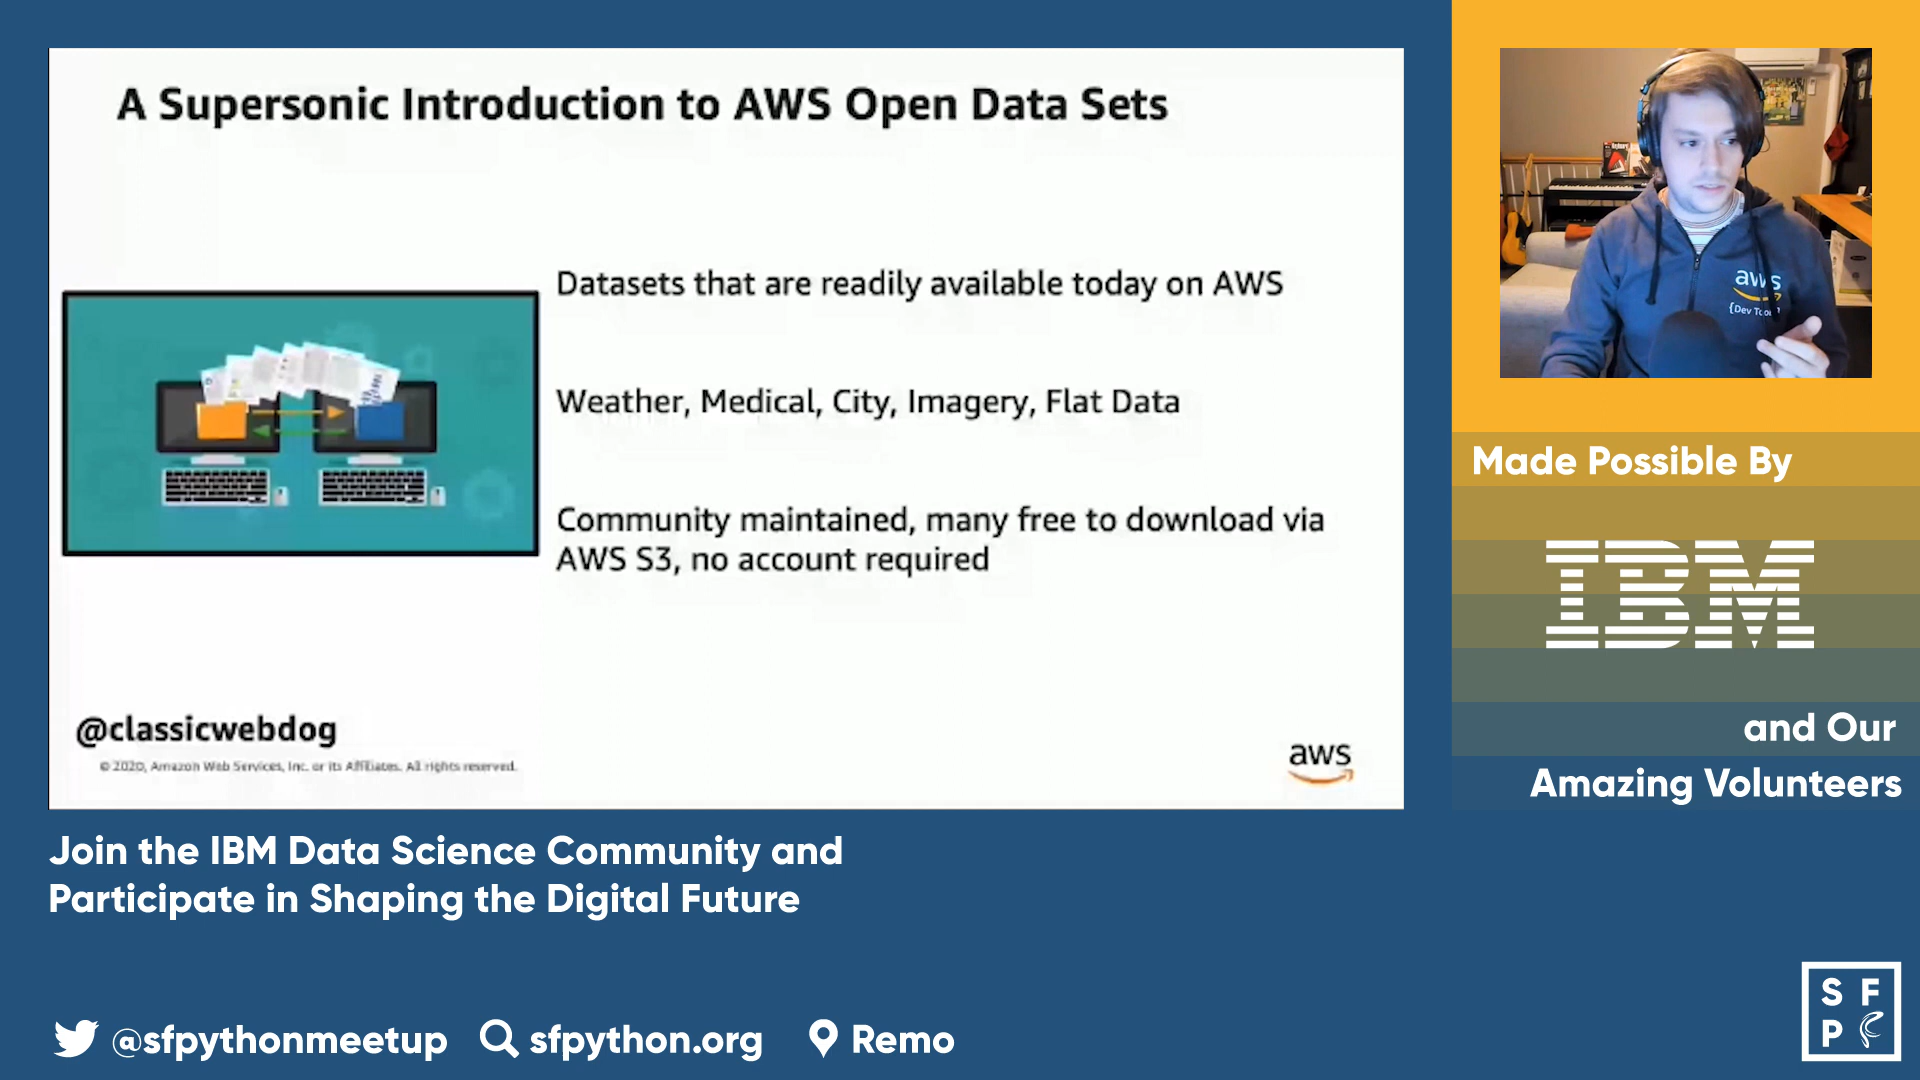 A Supersonic Introduction to AWS Open Data Sets
Datasets that are readily available today on AWS
Weather, Medical, City, Imagery, Flat Data
Community maintained, many free to download via
AWS S3, no account required
@classicwebdog
© 2020, Amazon Web Services, Inc. or its Affiliates. All rights reserved.
aws
aws
Made Possible By
IBM
and Our
Amazing Volunteers
Join the IBM Data Science Community and
Participate in Shaping the Digital Future
@sfpythonmeetup sfpython.org Remo
S F
P